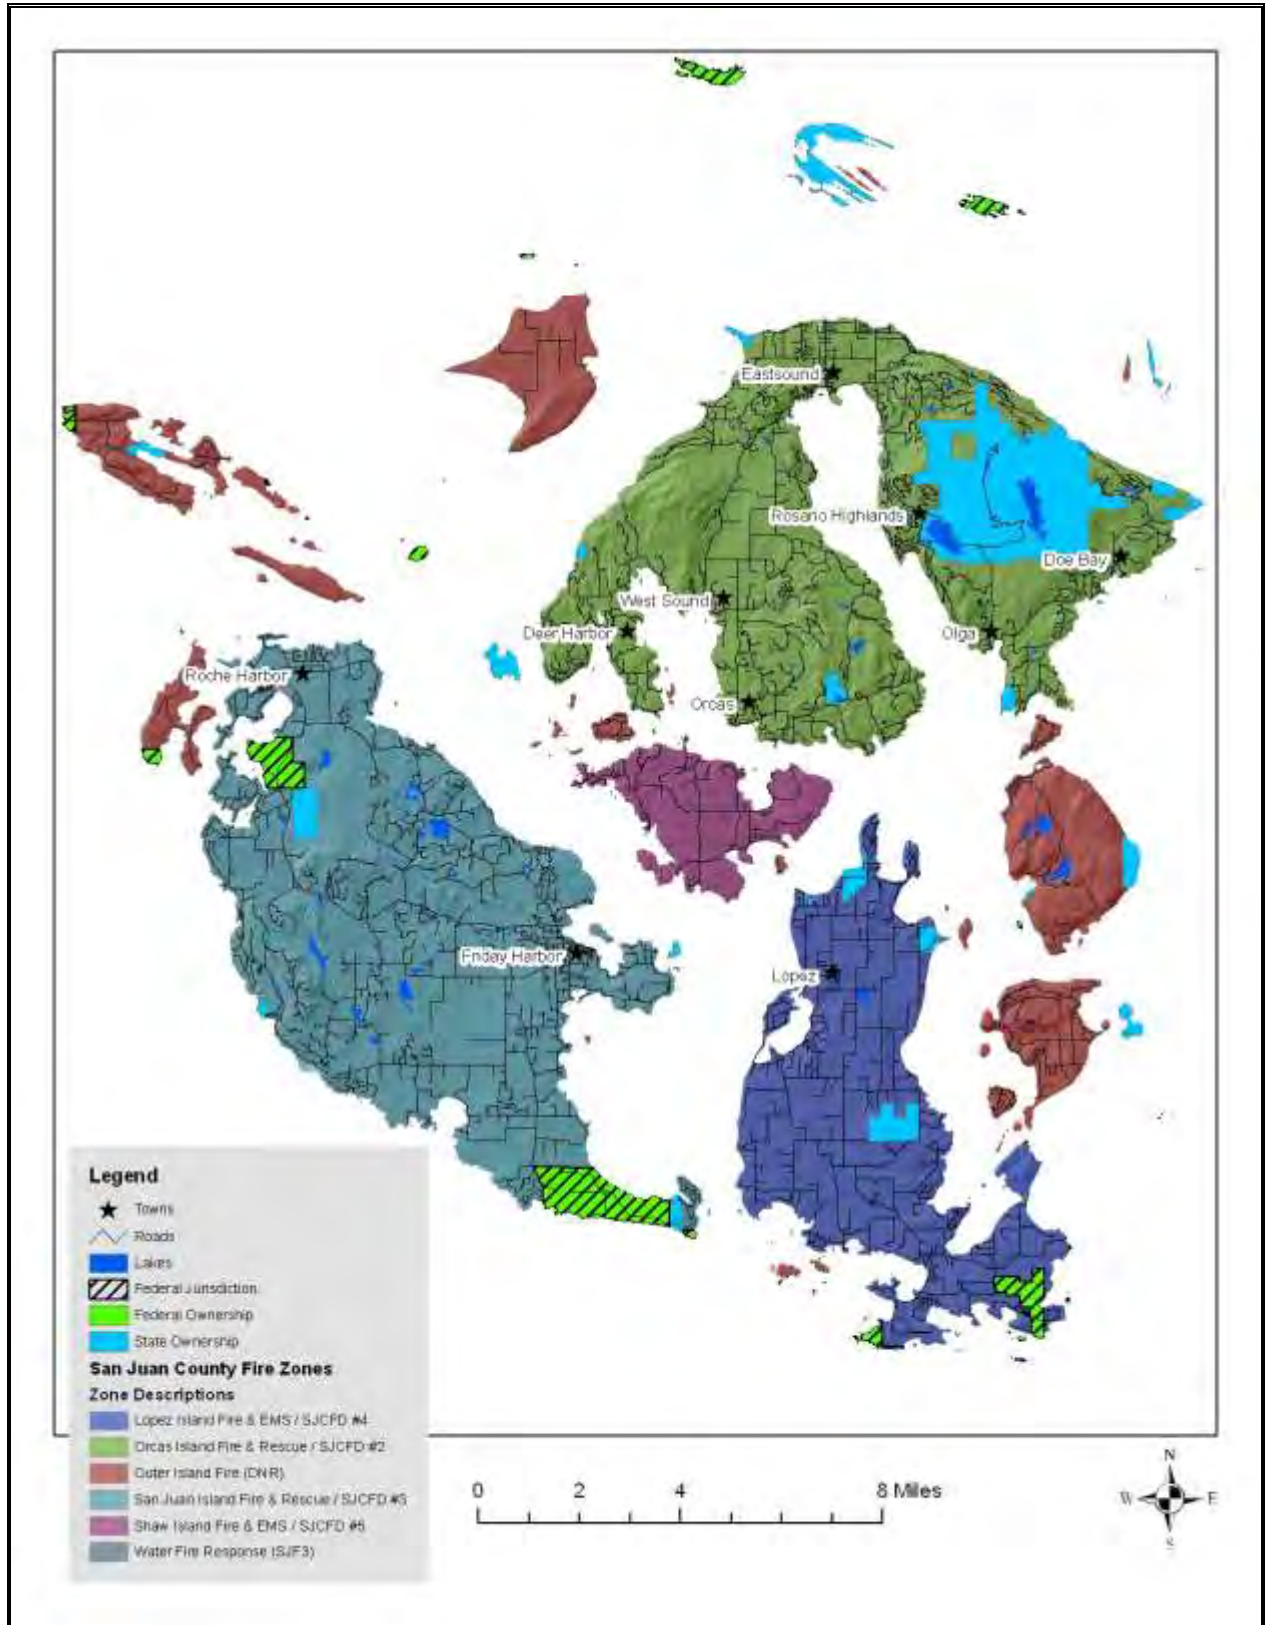 Eastsound
Rosario Highlands
Doe Bay
West Sound
Deer Harbor
Olga
Roche Harbor
Orcas
Friday Harbor
Lopez
Legend
Towns
Roads
Lakes
Federal Jurisdiction
Federal Ownership
State Ownership
San Juan County Fire Zones
Zone Descriptions
Lopez Island Fire & EMS / SJCFD #4
Orcas Island Fire & Rescue / SJCFD #2
Outer Island Fire (DNR)
San Juan Island Fire & Rescue / SJCFD #3
Shaw Island Fire & EMS / SJCFD #5
Water Fire Response (SJF3)
0 2 4 8 Miles
N
W E
S